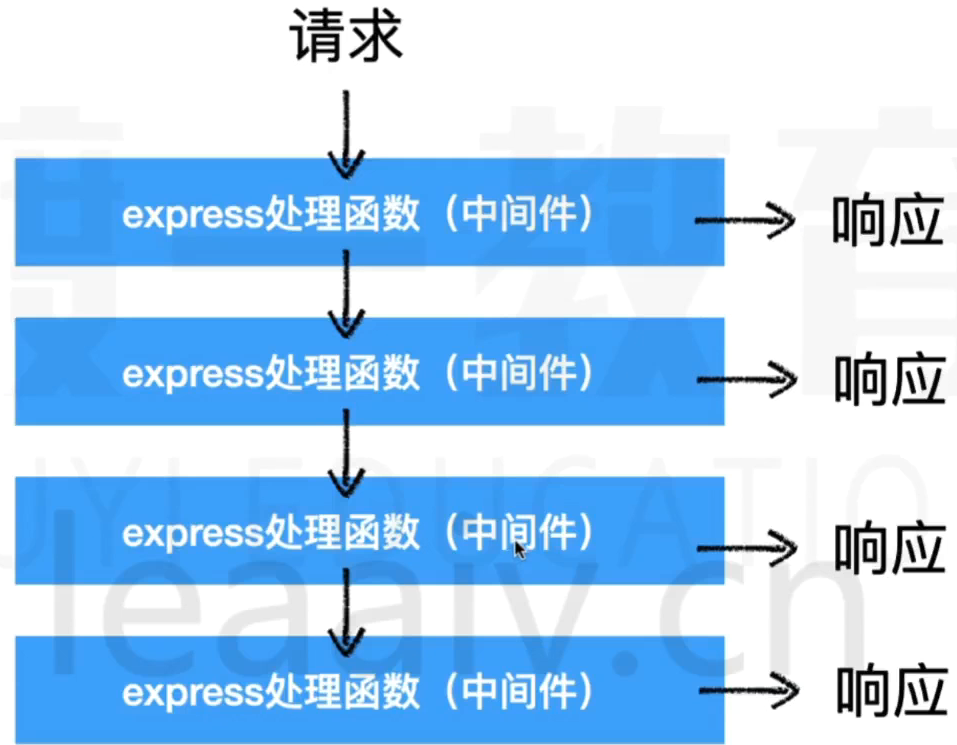 请求
express处理函数（中间件）
响应
express处理函数（中间件）
响应
express处理函数（中间件）
响应
express处理函数（中间件）
响应
度一教育
UYI EDUCATIO
leaaiv.cn